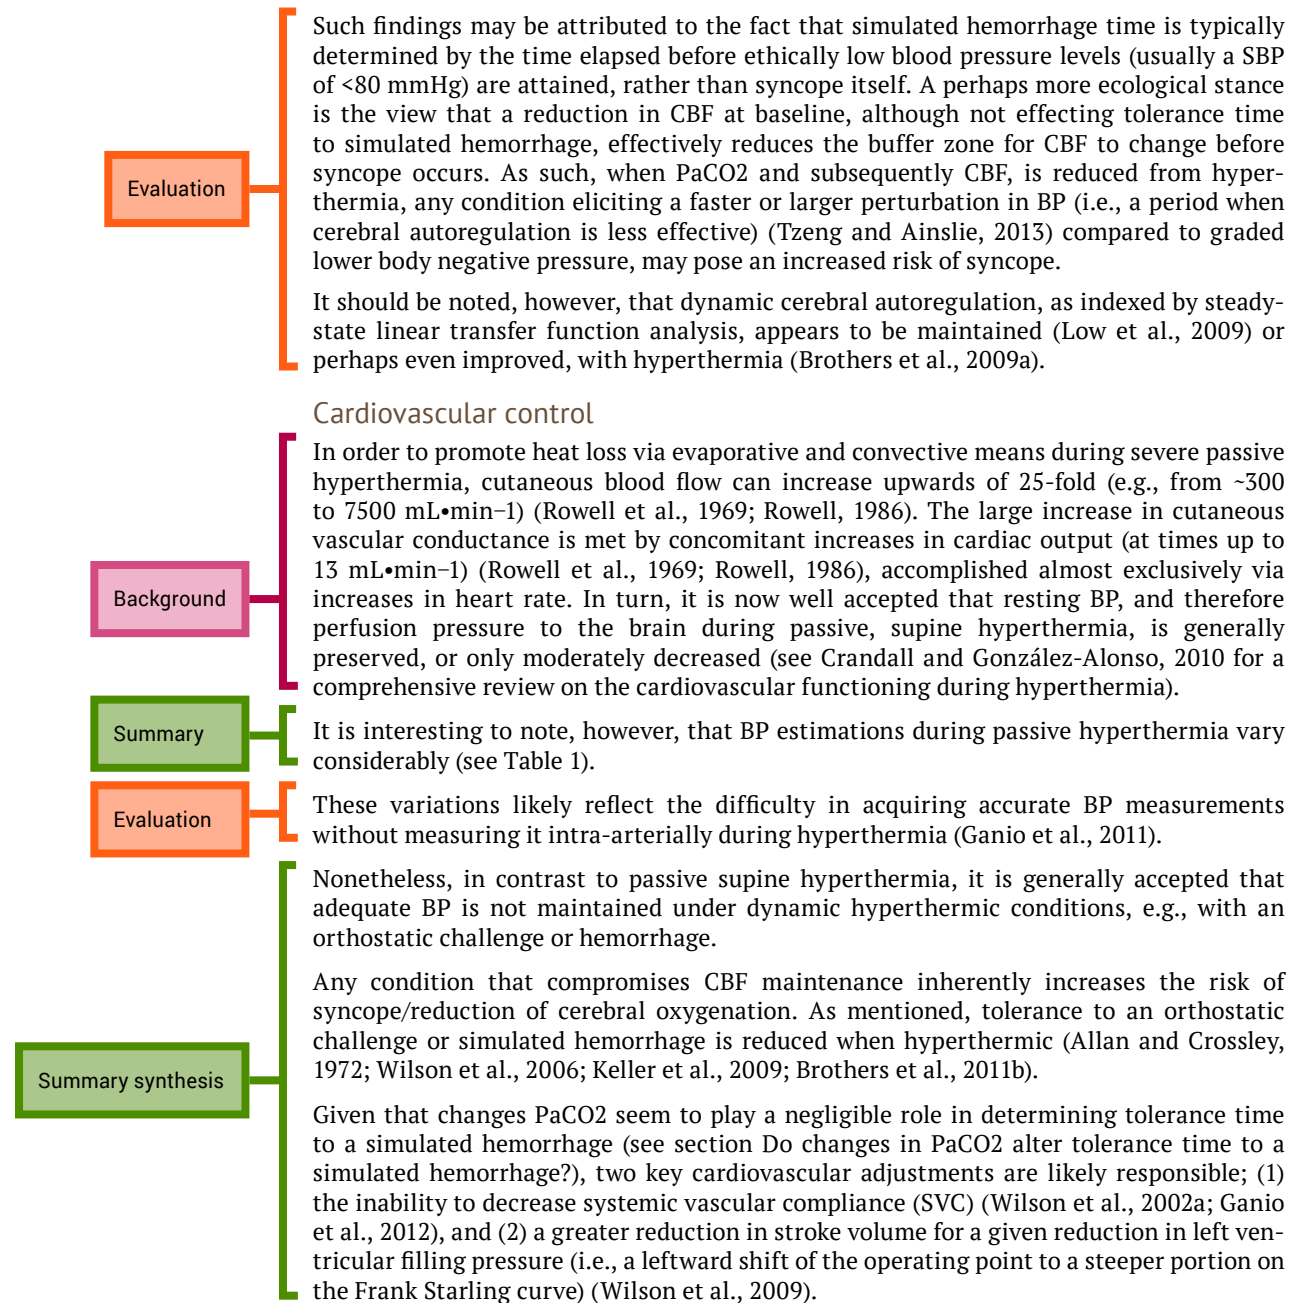 Such findings may be attributed to the fact that simulated hemorrhage time is typically
determined by the time elapsed before ethically low blood pressure levels (usually a SBP
of <80 mmHg) are attained, rather than syncope itself. A perhaps more ecological stance
is the view that a reduction in CBF at baseline, although not effecting tolerance time
to simulated hemorrhage, effectively reduces the buffer zone for CBF to change before
syncope occurs. As such, when PaCO2 and subsequently CBF, is reduced from hyper-
thermia, any condition eliciting a faster or larger perturbation in BP (i.e., a period when
cerebral autoregulation is less effective) (Tzeng and Ainslie, 2013) compared to graded
lower body negative pressure, may pose an increased risk of syncope.
Evaluation
It should be noted, however, that dynamic cerebral autoregulation, as indexed by steady-
state linear transfer function analysis, appears to be maintained (Low et al., 2009) or
perhaps even improved, with hyperthermia (Brothers et al., 2009a).
Cardiovascular control
In order to promote heat loss via evaporative and convective means during severe passive
hyperthermia, cutaneous blood flow can increase upwards of 25-fold (e.g., from ~300
to 7500 mL•min−1) (Rowell et al., 1969; Rowell, 1986). The large increase in cutaneous
vascular conductance is met by concomitant increases in cardiac output (at times up to
13 mL•min−1) (Rowell et al., 1969; Rowell, 1986), accomplished almost exclusively via
increases in heart rate. In turn, it is now well accepted that resting BP, and therefore
perfusion pressure to the brain during passive, supine hyperthermia, is generally
preserved, or only moderately decreased (see Crandall and González-Alonso, 2010 for a
comprehensive review on the cardiovascular functioning during hyperthermia).
Background
Summary
It is interesting to note, however, that BP estimations during passive hyperthermia vary
considerably (see Table 1).
Evaluation
These variations likely reflect the difficulty in acquiring accurate BP measurements
without measuring it intra-arterially during hyperthermia (Ganio et al., 2011).
Nonetheless, in contrast to passive supine hyperthermia, it is generally accepted that
adequate BP is not maintained under dynamic hyperthermic conditions, e.g., with an
orthostatic challenge or hemorrhage.
Any condition that compromises CBF maintenance inherently increases the risk of
syncope/reduction of cerebral oxygenation. As mentioned, tolerance to an orthostatic
challenge or simulated hemorrhage is reduced when hyperthermic (Allan and Crossley,
1972; Wilson et al., 2006; Keller et al., 2009; Brothers et al., 2011b).
Summary synthesis
Given that changes PaCO2 seem to play a negligible role in determining tolerance time
to a simulated hemorrhage (see section Do changes in PaCO2 alter tolerance time to a
simulated hemorrhage?), two key cardiovascular adjustments are likely responsible; (1)
the inability to decrease systemic vascular compliance (SVC) (Wilson et al., 2002a; Ganio
et al., 2012), and (2) a greater reduction in stroke volume for a given reduction in left ven-
tricular filling pressure (i.e., a leftward shift of the operating point to a steeper portion on
the Frank Starling curve) (Wilson et al., 2009).